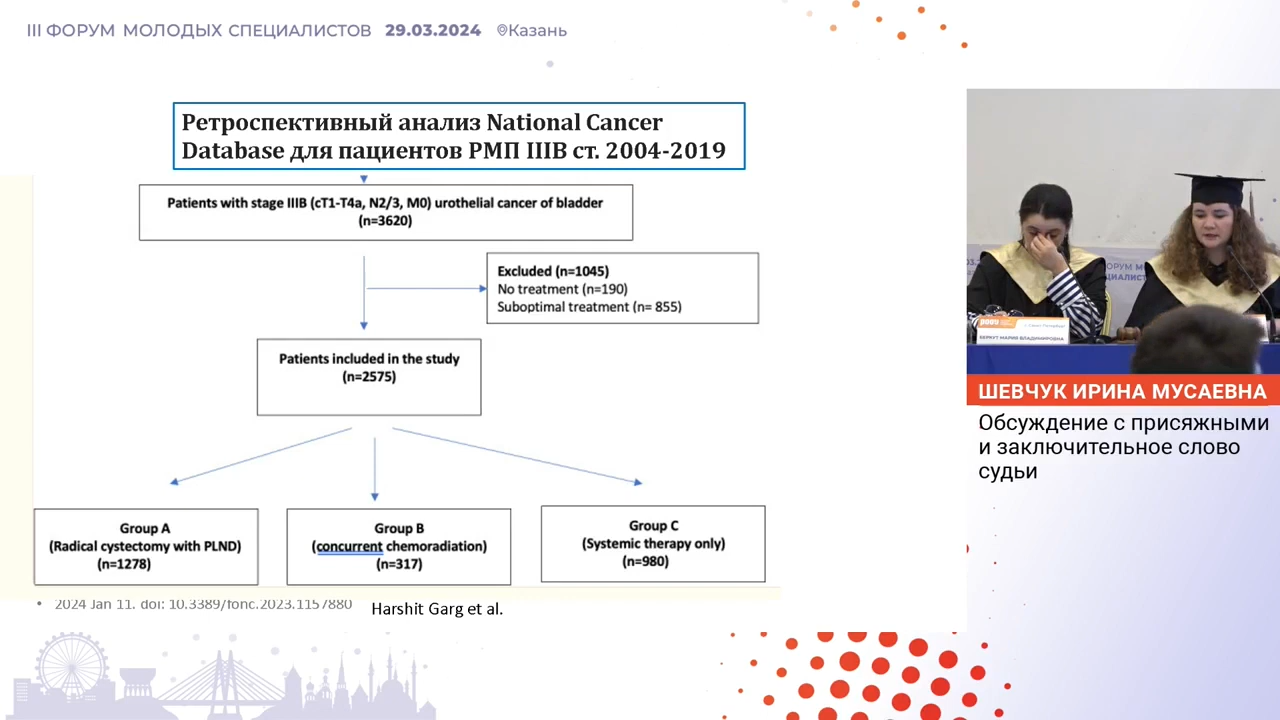 III ФОРУМ МОЛОДЫХ СПЕЦИАЛИСТОВ 29.03.2024 Казань
Ретроспективный анализ National Cancer
Database для пациентов РМП IIIB ст. 2004-2019
Patients with stage IIIB (cT1-T4a, N2/3, M0) urothelial cancer of bladder
(n=3620)
Excluded (n=1045)
No treatment (n=190)
Suboptimal treatment (n= 855)
Patients included in the study
(n=2575)
Group A
(Radical cystectomy with PLND)
(n=1278)
Group B
(concurrent chemoradiation)
(n=317)
Group C
(Systemic therapy only)
(n=980)
• 2024 Jan 11. doi: 10.3389/fonc.2023.1157880
Harshit Garg et al.
БЕРКУТ МАРИЯ ВЛАДИМИРОВНА
ШЕВЧУК ИРИНА МУСАЕВНА
Обсуждение с присяжными
и заключительное слово
судьи